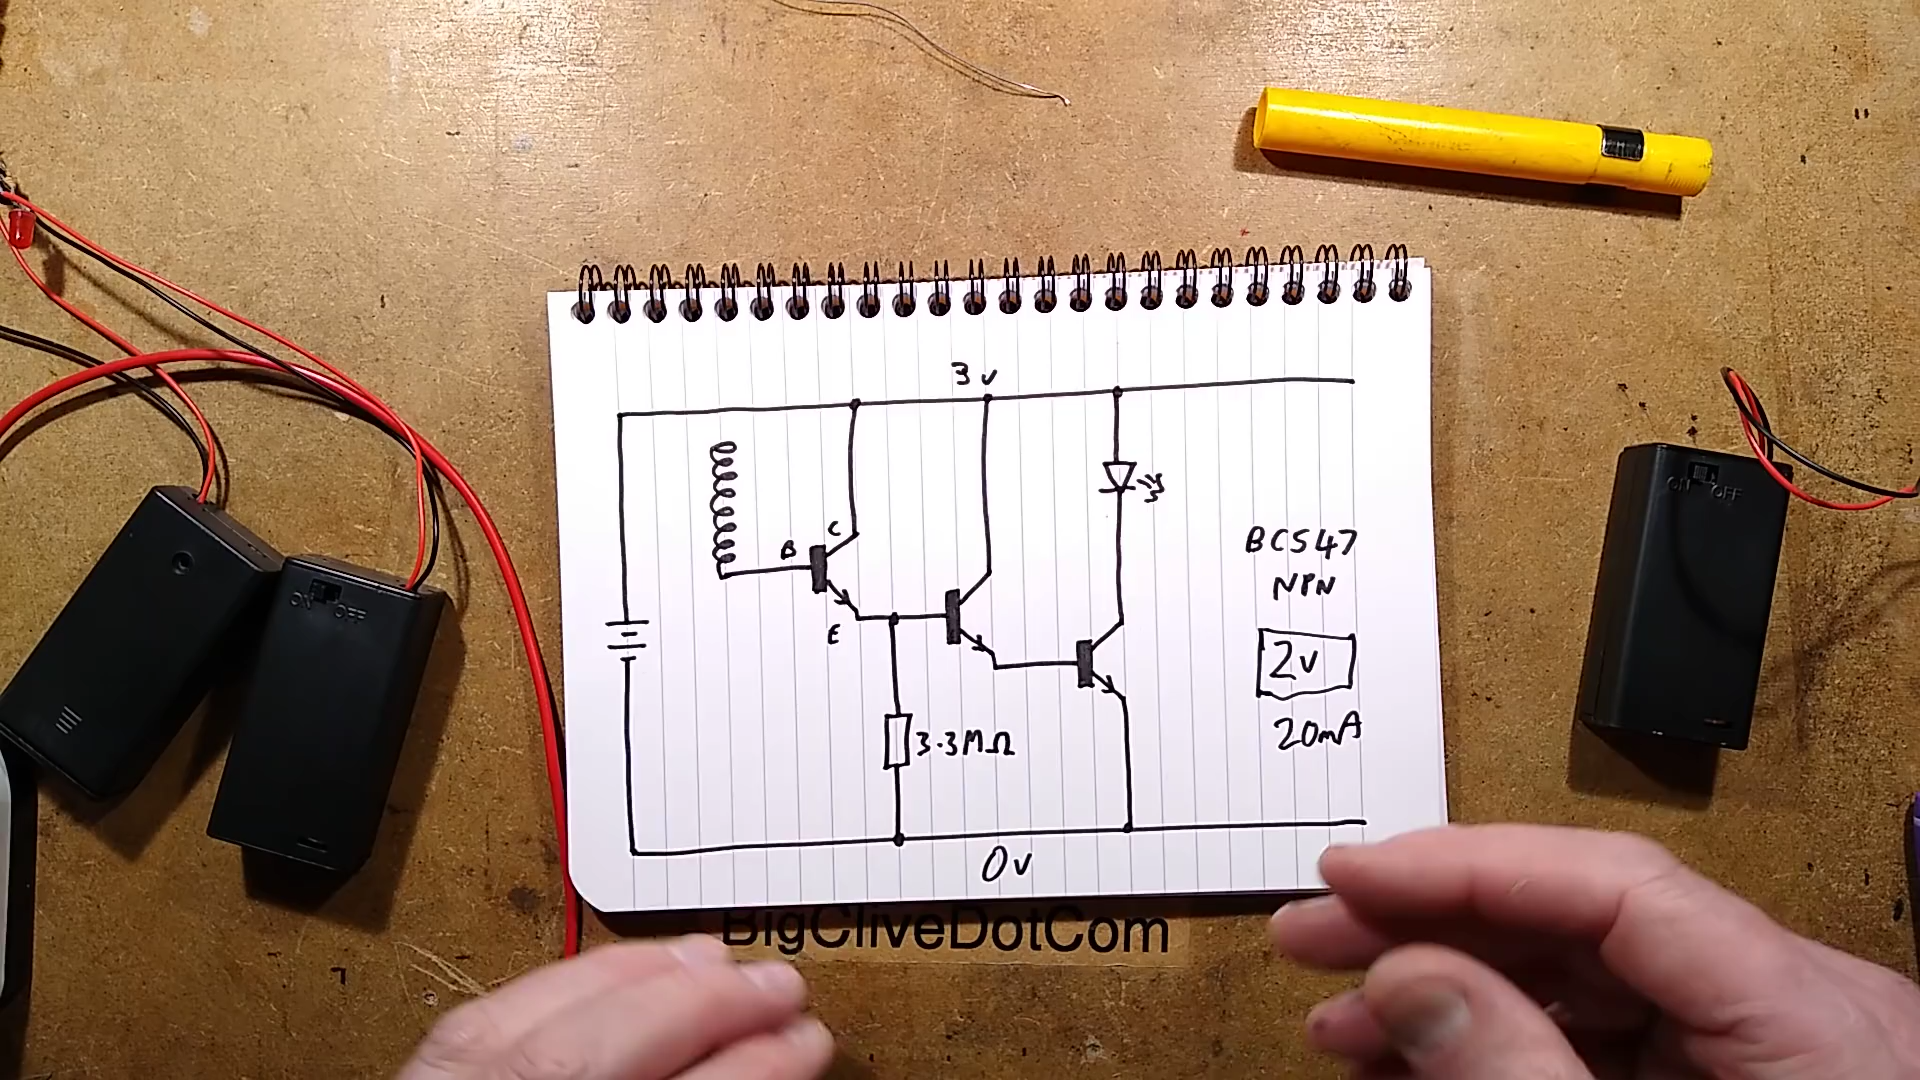 3v
C
B
E
3.3MΩ
0v
BC547
NPN
2v
20mA
ON OFF
ON OFF
BigCliveDotCom